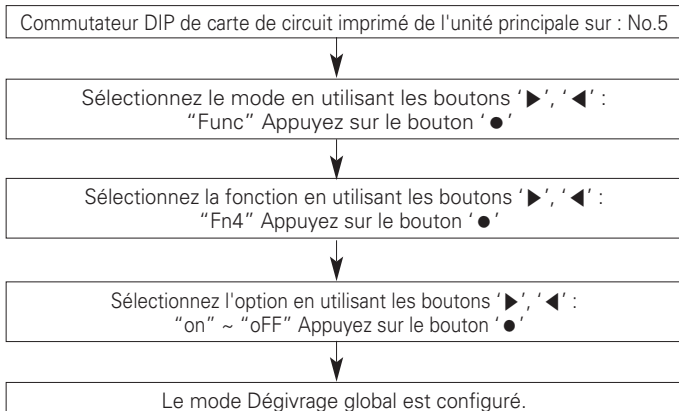 Commutateur DIP de carte de circuit imprimé de l'unité principale sur : No.5
Sélectionnez le mode en utilisant les boutons ‘▶’, ‘◀’ :
“Func” Appuyez sur le bouton ‘●’
Sélectionnez la fonction en utilisant les boutons ‘▶’, ‘◀’ :
“Fn4” Appuyez sur le bouton ‘●’
Sélectionnez l'option en utilisant les boutons ‘▶’, ‘◀’ :
“on” ~ “oFF” Appuyez sur le bouton ‘●’
Le mode Dégivrage global est configuré.